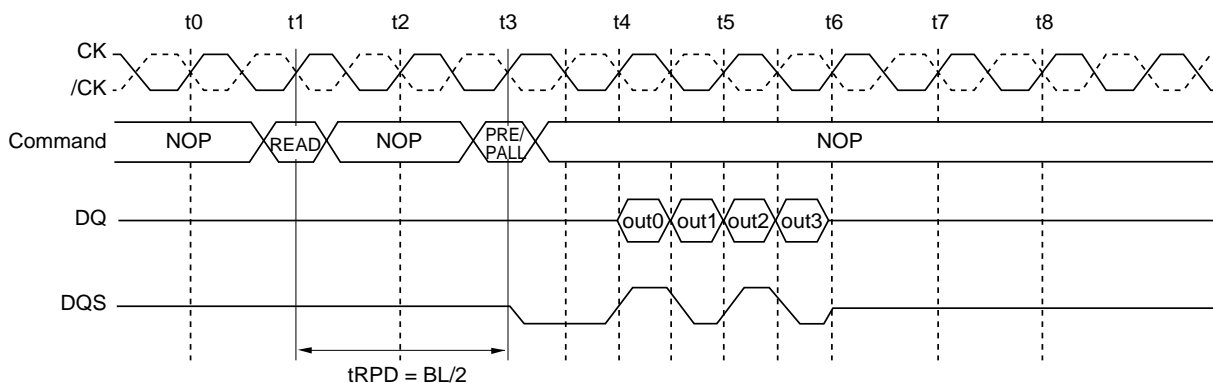 t0 t1 t2 t3 t4 t5 t6 t7 t8
CK
/CK
Command NOP READ NOP PRE/ PALL NOP
DQ out0 out1 out2 out3
DQS
tRPD = BL/2